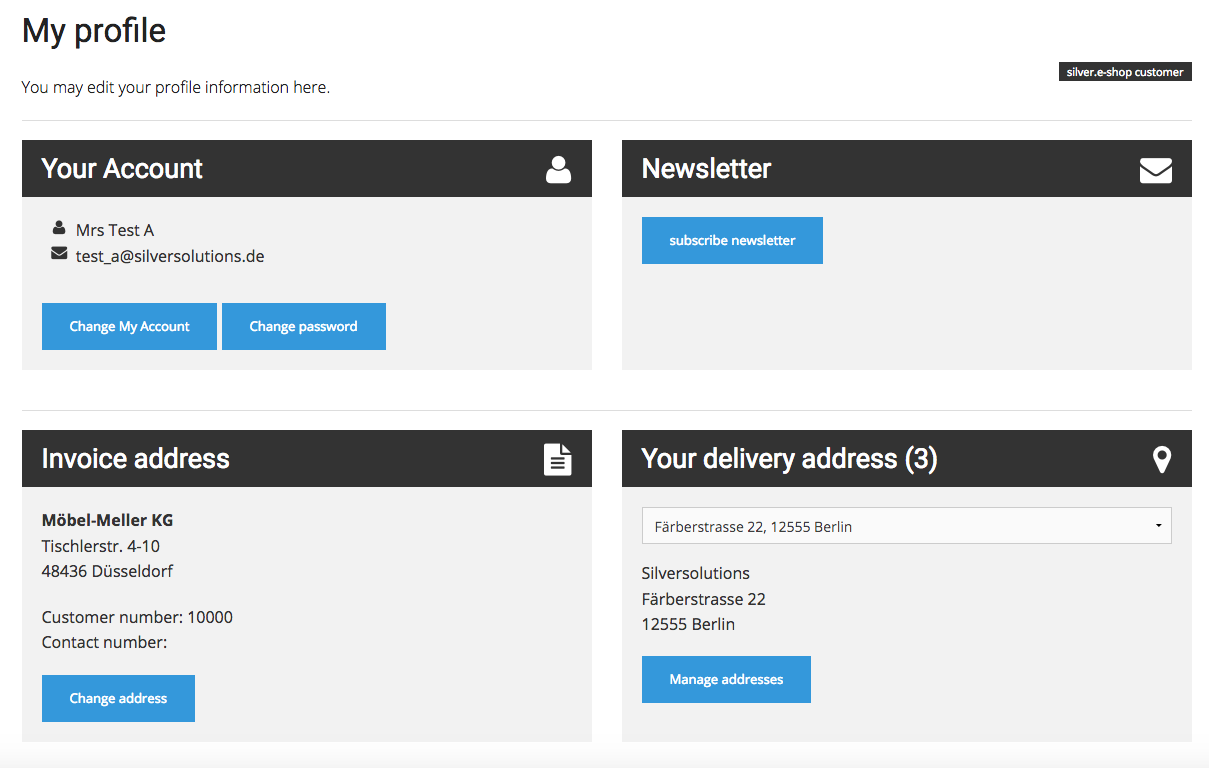 My profile
You may edit your profile information here.
silver.e-shop customer
Your Account
Mrs Test A
test_a@silversolutions.de
Change My Account
Change password
Newsletter
subscribe newsletter
Invoice address
Möbel-Meller KG
Tischlerstr. 4-10
48436 Düsseldorf
Customer number: 10000
Contact number:
Change address
Your delivery address (3)
Färberstrasse 22, 12555 Berlin
Silversolutions
Färberstrasse 22
12555 Berlin
Manage addresses